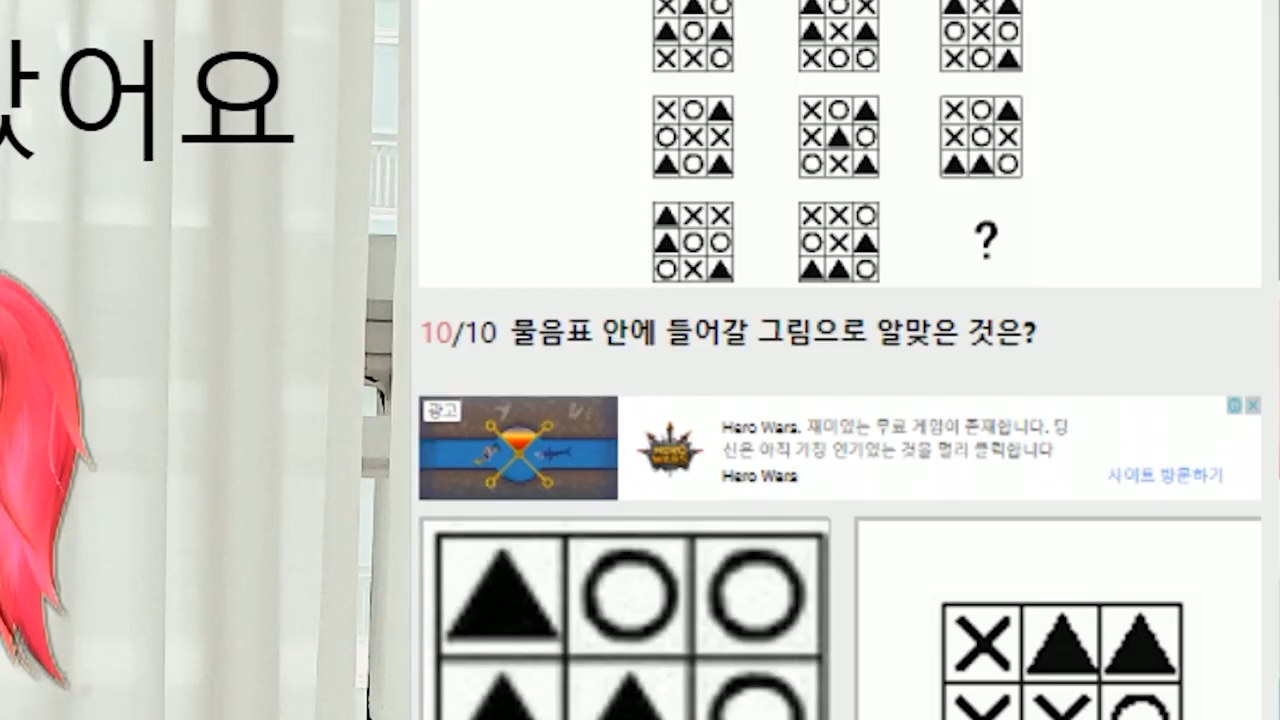 았어요
?
10/10 물음표 안에 들어갈 그림으로 알맞은 것은?
광고
Hero Wars. 재미있는 무료 게임이 존재합니다. 당
신은 아직 가장 인기있는 것을 멀리 클릭합니다
Hero Wars
사이트 방문하기